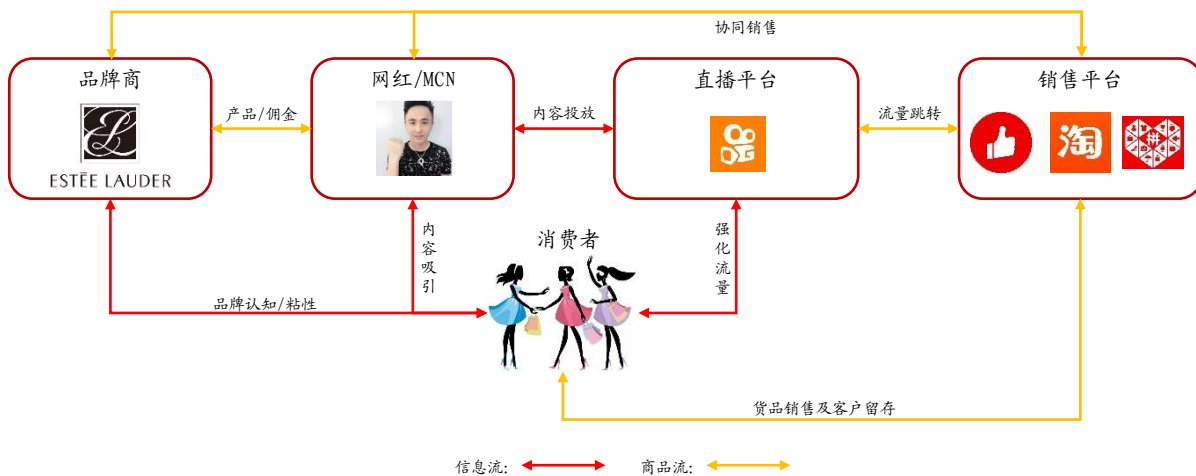 协同销售
品牌商
网红/MCN
直播平台
销售平台
产品/佣金
内容投放
流量跳转
EL
ESTĒE LAUDER
淘
拼
内容吸引
消费者
强化流量
品牌认知/粘性
货品销售及客户留存
信息流:
商品流: